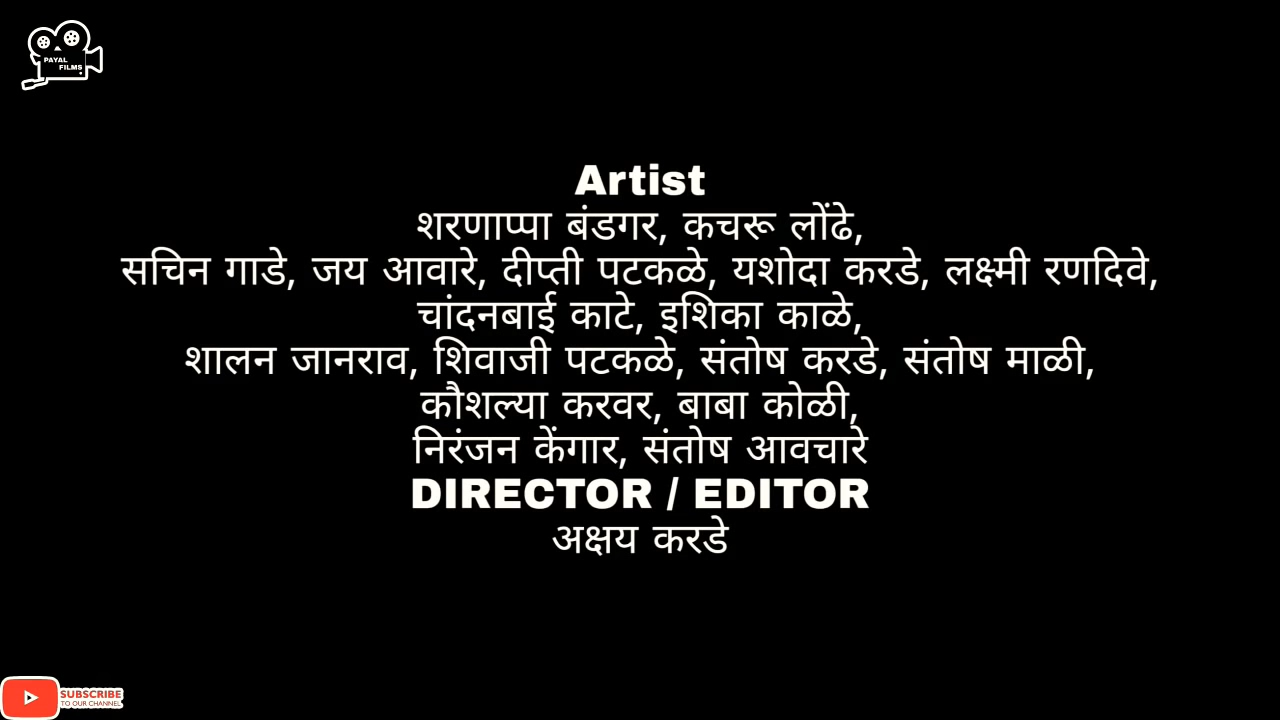 PAYAL
FILMS
Artist
शरणाप्पा बंडगर, कचरू लोंढे,
सचिन गाडे, जय आवारे, दीप्ती पटकळे, यशोदा करडे, लक्ष्मी रणदिवे,
चांदनबाई काटे, इशिका काळे,
शालन जानराव, शिवाजी पटकळे, संतोष करडे, संतोष माळी,
कौशल्या करवर, बाबा कोळी,
निरंजन केंगार, संतोष आवचारे
DIRECTOR / EDITOR
अक्षय करडे
SUBSCRIBE
TO OUR CHANNEL